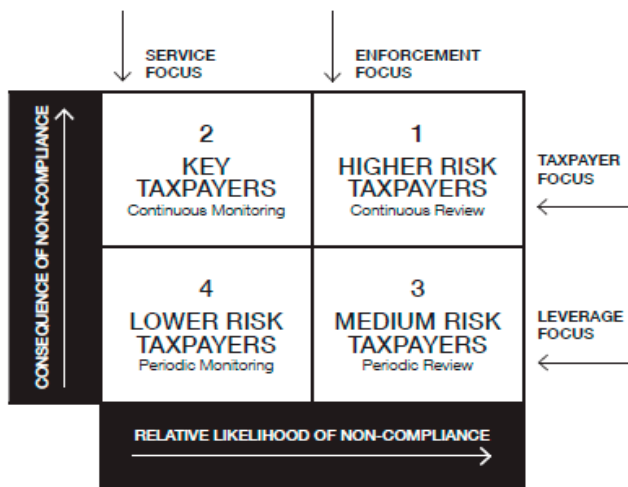 SERVICE
FOCUS
ENFORCEMENT
FOCUS
CONSEQUENCE OF NON-COMPLIANCE
2
KEY
TAXPAYERS
Continuous Monitoring
1
HIGHER RISK
TAXPAYERS
Continuous Review
TAXPAYER
FOCUS
4
LOWER RISK
TAXPAYERS
Periodic Monitoring
3
MEDIUM RISK
TAXPAYERS
Periodic Review
LEVERAGE
FOCUS
RELATIVE LIKELIHOOD OF NON-COMPLIANCE